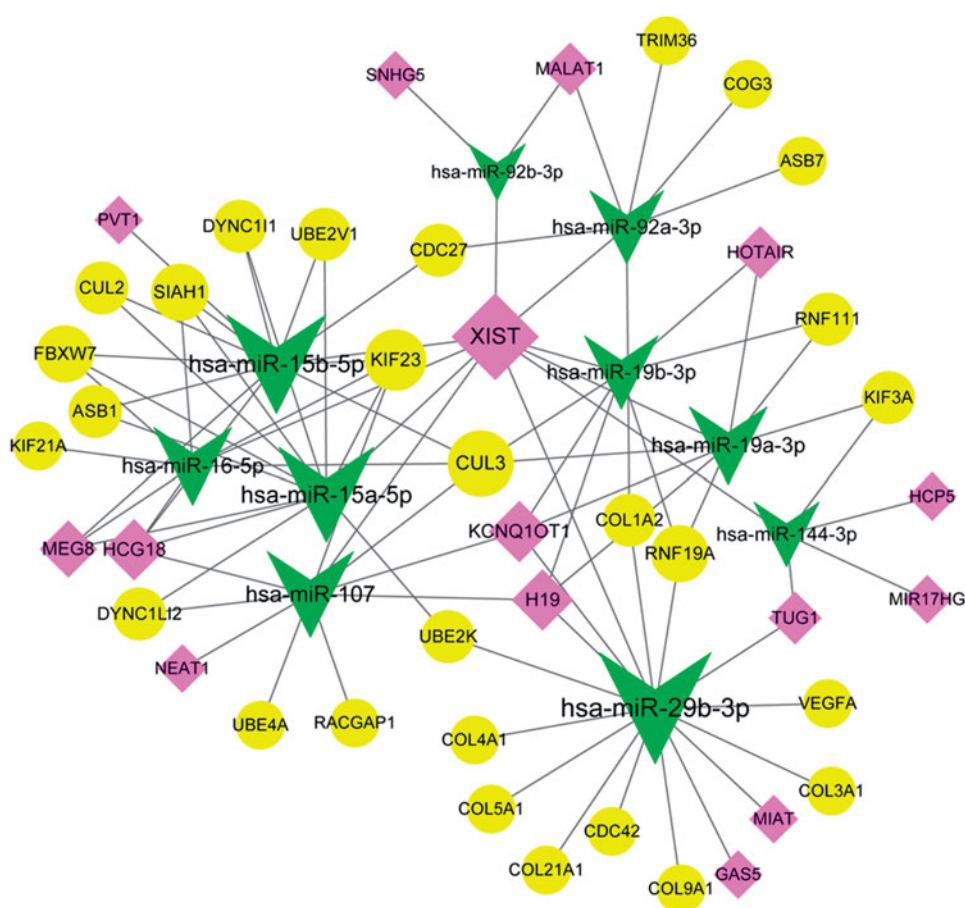 TRIM36
SNHG5
MALAT1
COG3
hsa-miR-92b-3p
ASB7
PVT1
DYNC1I1
UBE2V1
hsa-miR-92a-3p
CDC27
HOTAIR
CUL2
SIAH1
RNF111
XIST
FBXW7
hsa-miR-15b-5p
KIF23
hsa-miR-19b-3p
KIF3A
ASB1
KIF21A
hsa-miR-19a-3p
hsa-miR-16-5p
CUL3
hsa-miR-15a-5p
HCP5
KCNQ1OT1
COL1A2
hsa-miR-144-3p
MEG8
HCG18
RNF19A
hsa-miR-107
H19
MIR17HG
DYNC1LI2
TUG1
UBE2K
NEAT1
hsa-miR-29b-3p
VEGFA
UBE4A
RACGAP1
COL4A1
COL3A1
COL5A1
MIAT
CDC42
COL21A1
GAS5
COL9A1